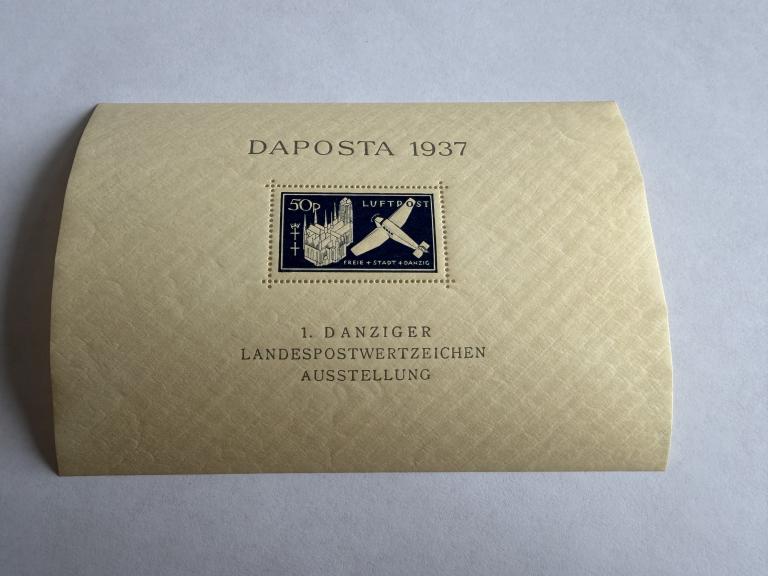 DAPOSTA 1937
50P LUFTPOST
FREIE + STADT + DANZIG
1. DANZIGER
LANDESPOSTWERTZEICHEN
AUSSTELLUNG